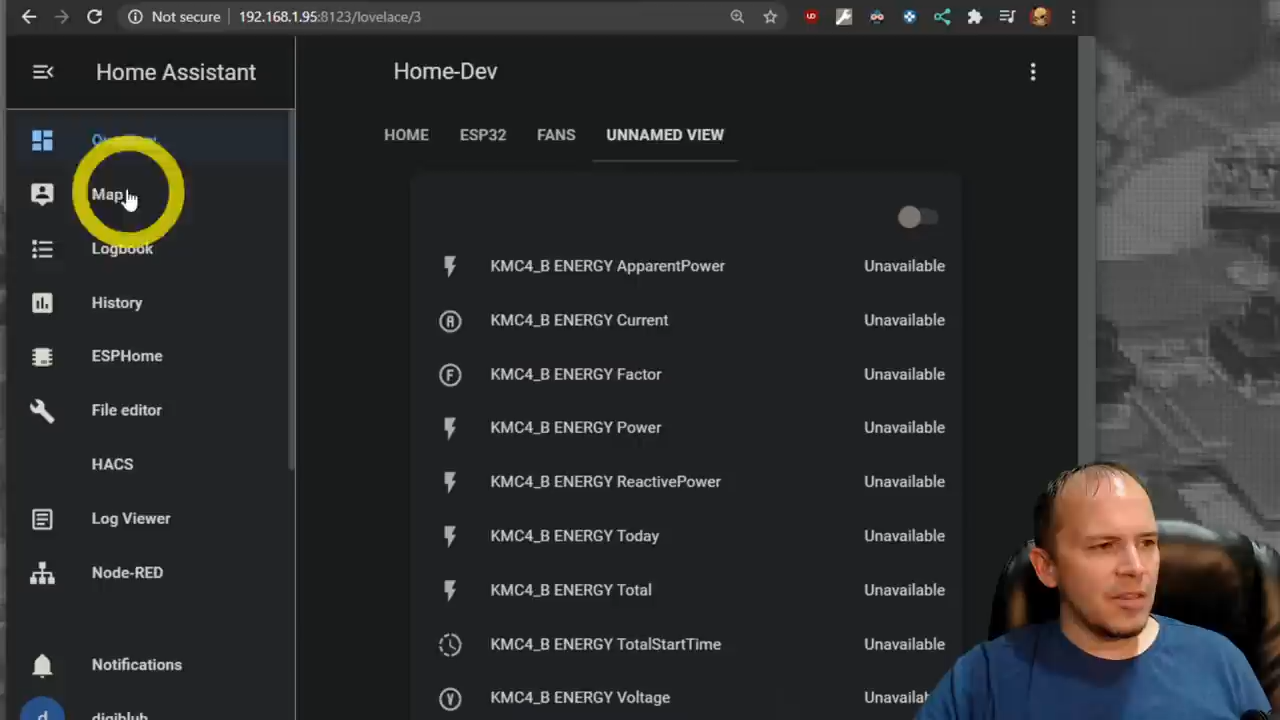 Not secure 192.168.1.95:8123/lovelace/3
Home Assistant
Home-Dev
HOME ESP32 FANS UNNAMED VIEW
Map
Logbook
History
ESPHome
File editor
HACS
Log Viewer
Node-RED
Notifications
digiblub
KMC4_B ENERGY ApparentPower Unavailable
KMC4_B ENERGY Current Unavailable
KMC4_B ENERGY Factor Unavailable
KMC4_B ENERGY Power Unavailable
KMC4_B ENERGY ReactivePower Unavailable
KMC4_B ENERGY Today Unavailable
KMC4_B ENERGY Total Unavailable
KMC4_B ENERGY TotalStartTime Unavailable
KMC4_B ENERGY Voltage